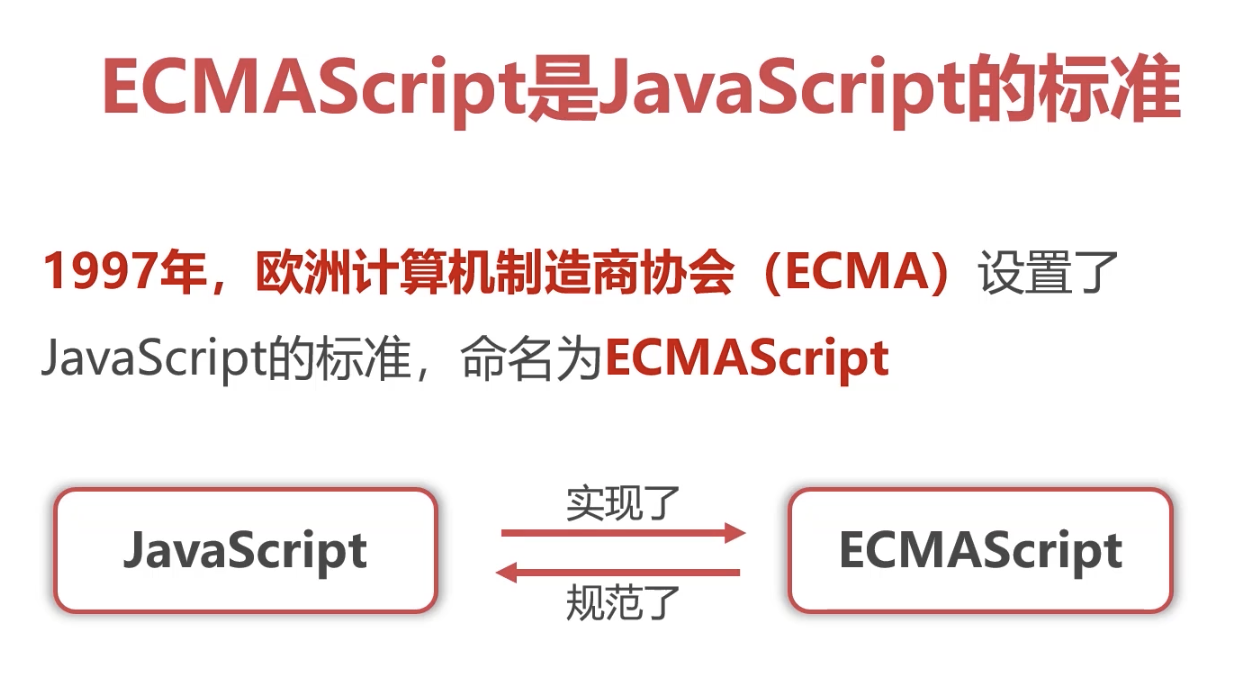 ECMAScript是JavaScript的标准
1997年，欧洲计算机制造商协会（ECMA）设置了
JavaScript的标准，命名为ECMAScript
实现了
JavaScript
ECMAScript
规范了